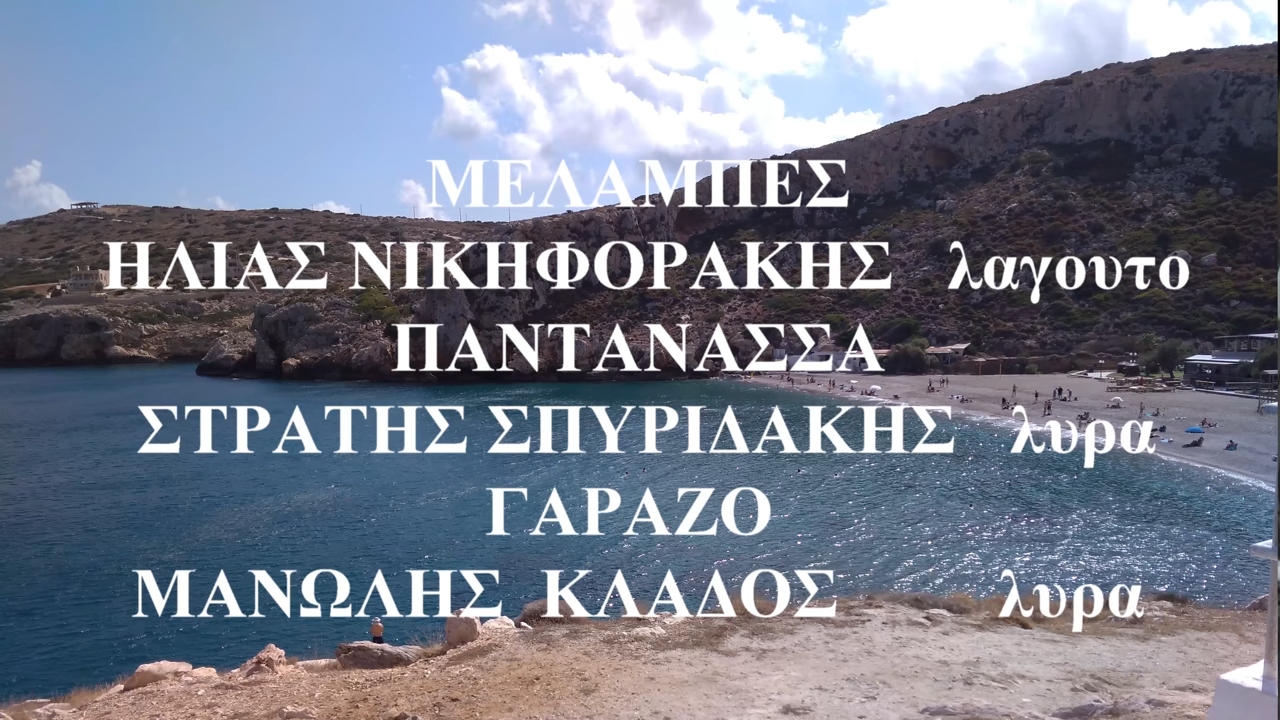 ΜΕΛΑΜΠΕΣ
ΗΛΙΑΣ ΝΙΚΗΦΟΡΑΚΗΣ λαγουτο
ΠΑΝΤΑΝΑΣΣΑ
ΣΤΡΑΤΗΣ ΣΠΥΡΙΔΑΚΗΣ λυρα
ΓΑΡΑΖΟ
ΜΑΝΩΛΗΣ ΚΛΑΔΟΣ λυρα